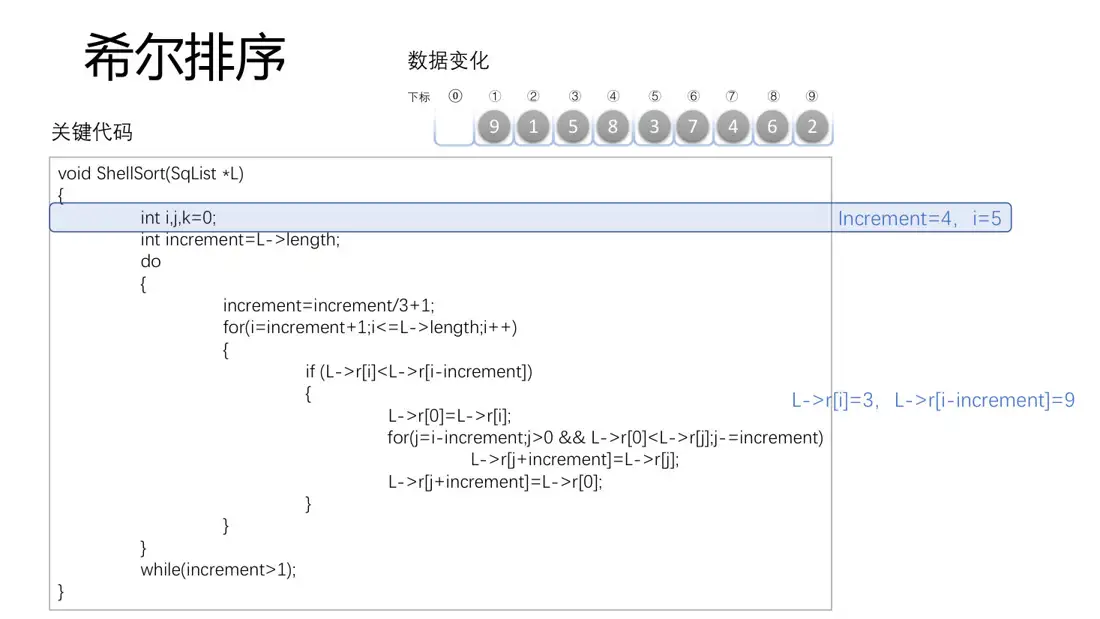 希尔排序
数据变化
下标 ⓪ ① ② ③ ④ ⑤ ⑥ ⑦ ⑧ ⑨
9 1 5 8 3 7 4 6 2
关键代码
void ShellSort(SqList *L)
{
int i,j,k=0;
Increment=4，i=5
int increment=L->length;
do
{
increment=increment/3+1;
for(i=increment+1;i<=L->length;i++)
{
if (L->r[i]<L->r[i-increment])
{
L->r[i]=3，L->r[i-increment]=9
L->r[0]=L->r[i];
for(j=i-increment;j>0 && L->r[0]<L->r[j];j-=increment)
L->r[j+increment]=L->r[j];
L->r[j+increment]=L->r[0];
}
}
}
while(increment>1);
}